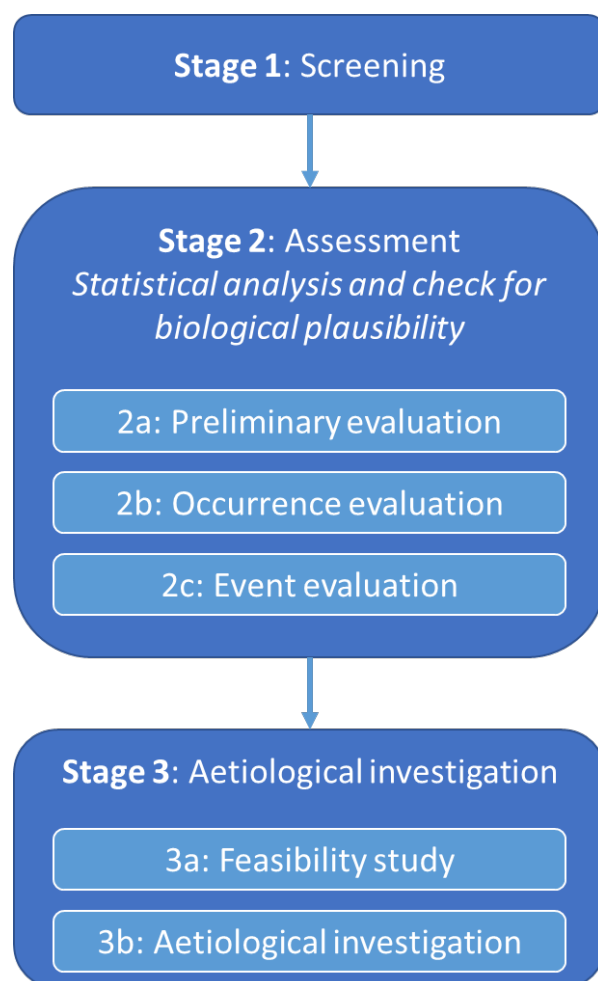 Stage 1: Screening
Stage 2: Assessment
Statistical analysis and check for
biological plausibility
2a: Preliminary evaluation
2b: Occurrence evaluation
2c: Event evaluation
Stage 3: Aetiological investigation
3a: Feasibility study
3b: Aetiological investigation